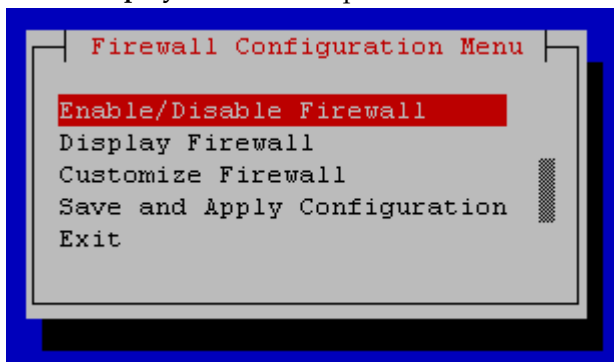 Firewall Configuration Menu
Enable/Disable Firewall
Display Firewall
Customize Firewall
Save and Apply Configuration
Exit